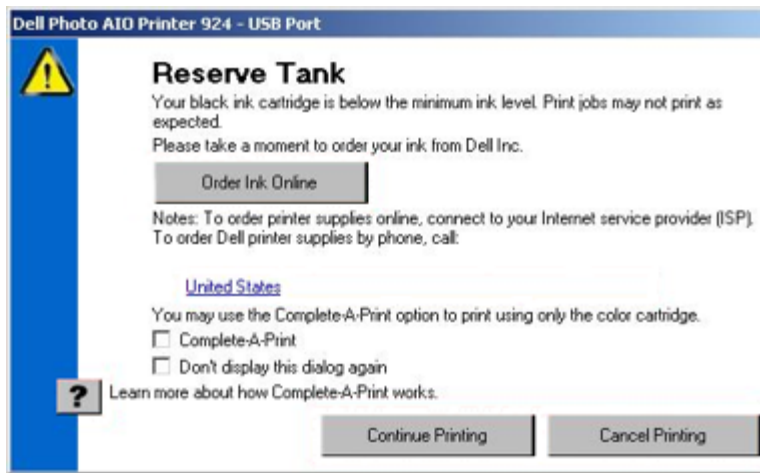 Dell Photo AIO Printer 924 - USB Port
Reserve Tank
Your black ink cartridge is below the minimum ink level. Print jobs may not print as
expected.
Please take a moment to order your ink from Dell Inc.
Order Ink Online
Notes: To order printer supplies online, connect to your Internet service provider (ISP).
To order Dell printer supplies by phone, call:
United States
You may use the Complete-A-Print option to print using only the color cartridge.
Complete-A-Print
Don't display this dialog again
? Learn more about how Complete-A-Print works.
Continue Printing Cancel Printing